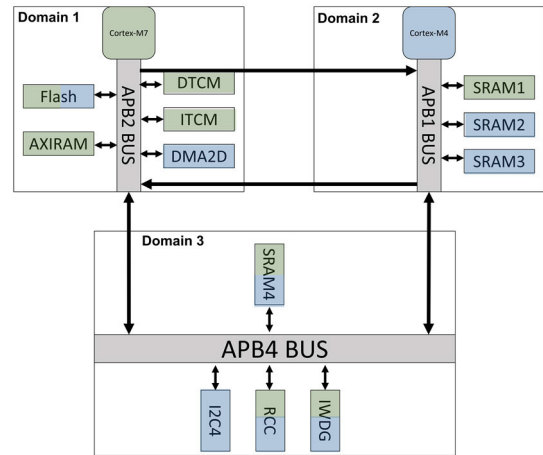 Domain 1
Cortex-M7
Flash
AXIRAM
APB2 BUS
DTCM
ITCM
DMA2D
Domain 2
Cortex-M4
APB1 BUS
SRAM1
SRAM2
SRAM3
Domain 3
SRAM4
APB4 BUS
I2C4
RCC
IWDG